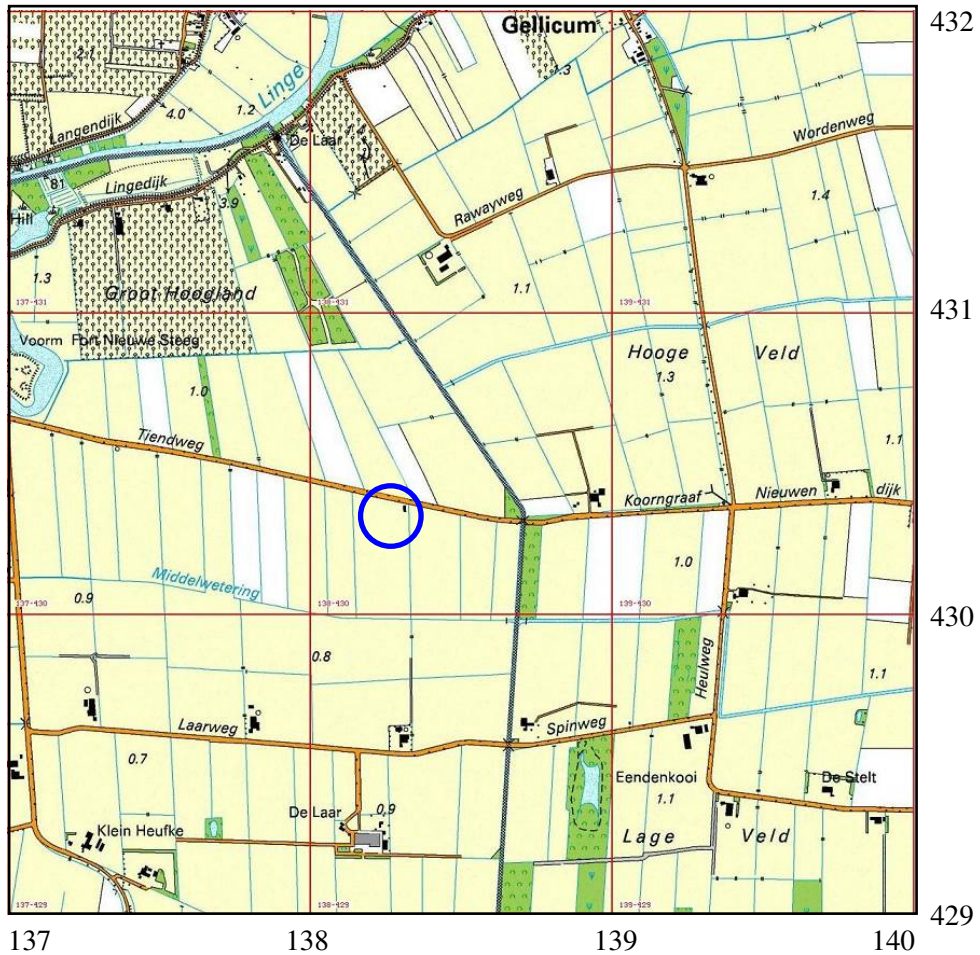 432
Gellicum
2.1
1.3
Linge
4.0
1.2
Langendijk
De Laar
1.4
Wordenweg
81
Lingedijk
3.9
Hill
Rawayweg
1.4
1.3
Groot Hoogland
1.1
137-431
138-431
139-431
431
Voorm Fort Nieuwe Steeg
Hooge Veld
1.3
1.0
Tiendweg
1.1
Koorngraaf
Nieuwen dijk
1.0
Middelwetering
0.9
137-430
138-430
139-430
430
0.8
Heulweg
1.1
Laarweg
Spinweg
0.7
Eendenkooi
De Stelt
1.1
De Laar
0.9
Klein Heufke
Lage Veld
137-429
138-429
139-429
429
137
138
139
140